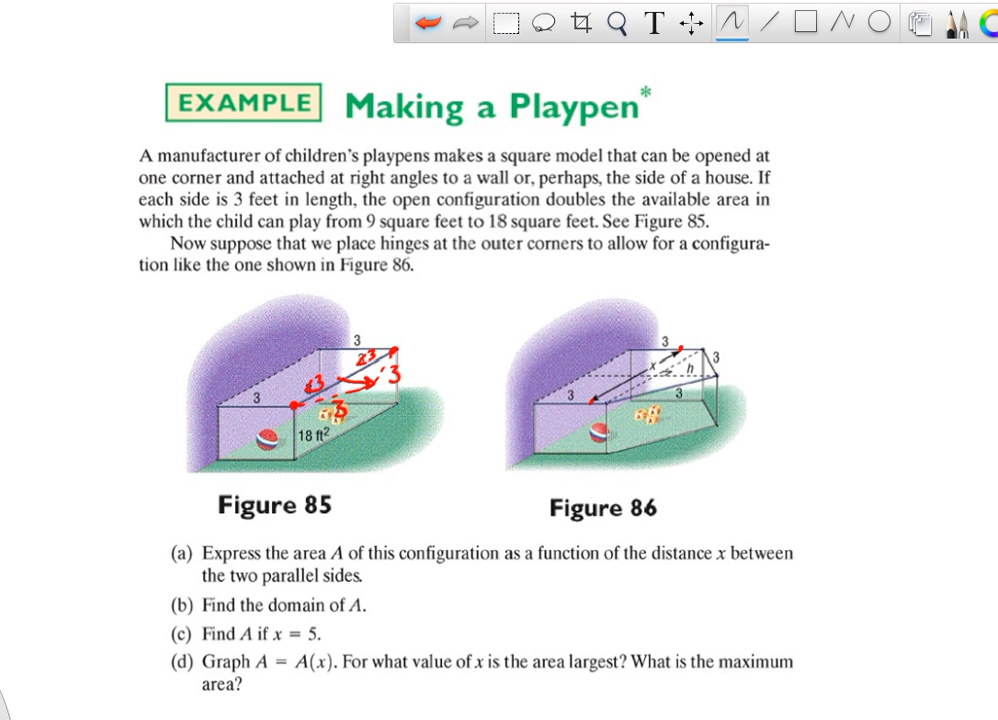 T
EXAMPLE Making a Playpen*
A manufacturer of children's playpens makes a square model that can be opened at
one corner and attached at right angles to a wall or, perhaps, the side of a house. If
each side is 3 feet in length, the open configuration doubles the available area in
which the child can play from 9 square feet to 18 square feet. See Figure 85.
Now suppose that we place hinges at the outer corners to allow for a configura-
tion like the one shown in Figure 86.
3
3
3
3
18 ft²
3
x
h
3
3
3
Figure 85
Figure 86
(a) Express the area A of this configuration as a function of the distance x between
the two parallel sides.
(b) Find the domain of A.
(c) Find A if x = 5.
(d) Graph A = A(x). For what value of x is the area largest? What is the maximum
area?